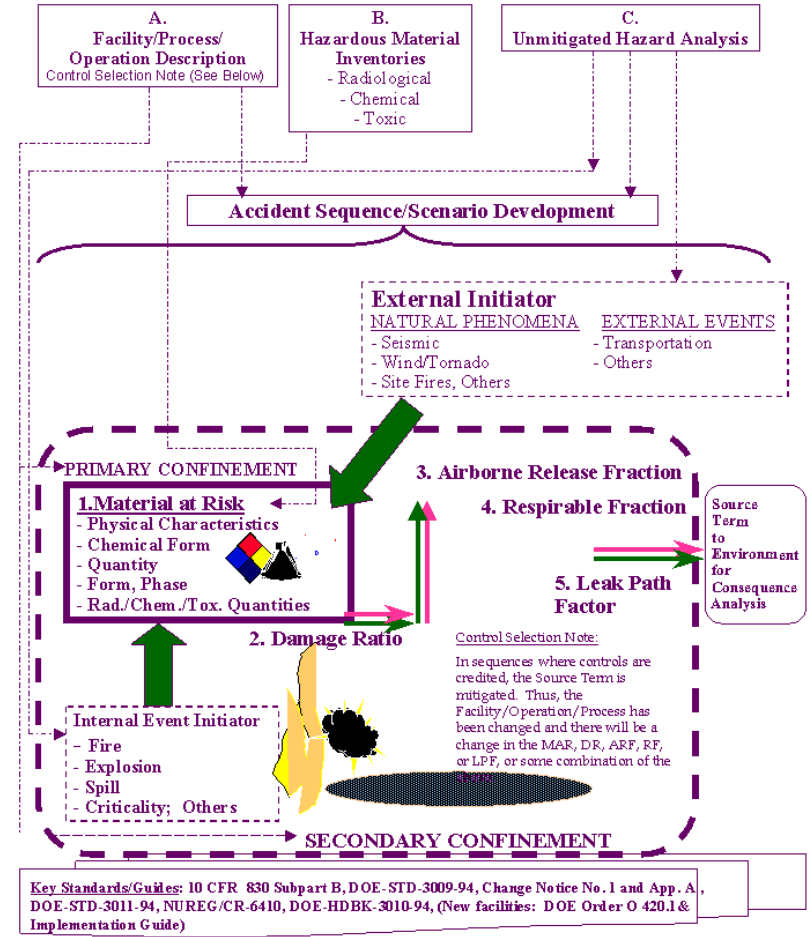 A.
Facility/Process/
Operation Description
Control Selection Note (See Below)
B.
Hazardous Material
Inventories
- Radiological
- Chemical
- Toxic
C.
Unmitigated Hazard Analysis
Accident Sequence/Scenario Development
External Initiator
NATURAL PHENOMENA
- Seismic
- Wind/Tornado
- Site Fires, Others
EXTERNAL EVENTS
- Transportation
- Others
PRIMARY CONFINEMENT
1.Material at Risk
- Physical Characteristics
- Chemical Form
- Quantity
- Form, Phase
- Rad./Chem./Tox. Quantities
2. Damage Ratio
3. Airborne Release Fraction
4. Respirable Fraction
5. Leak Path
Factor
Source
Term
to
Environment
for
Consequence
Analysis
Control Selection Note:
In sequences where controls are
credited, the Source Term is
mitigated. Thus, the
Facility/Operation/Process has
been changed and there will be a
change in the MAR, DR, ARF, RF,
or LPF, or some combination of the
Internal Event Initiator
- Fire
- Explosion
- Spill
- Criticality; Others
SECONDARY CONFINEMENT
Key Standards/Guides: 10 CFR 830 Subpart B, DOE-STD-3009-94, Change Notice No. 1 and App. A ,
DOE-STD-3011-94, NUREG/CR-6410, DOE-HDBK-3010-94, (New facilities: DOE Order O 420.1 &
Implementation Guide)